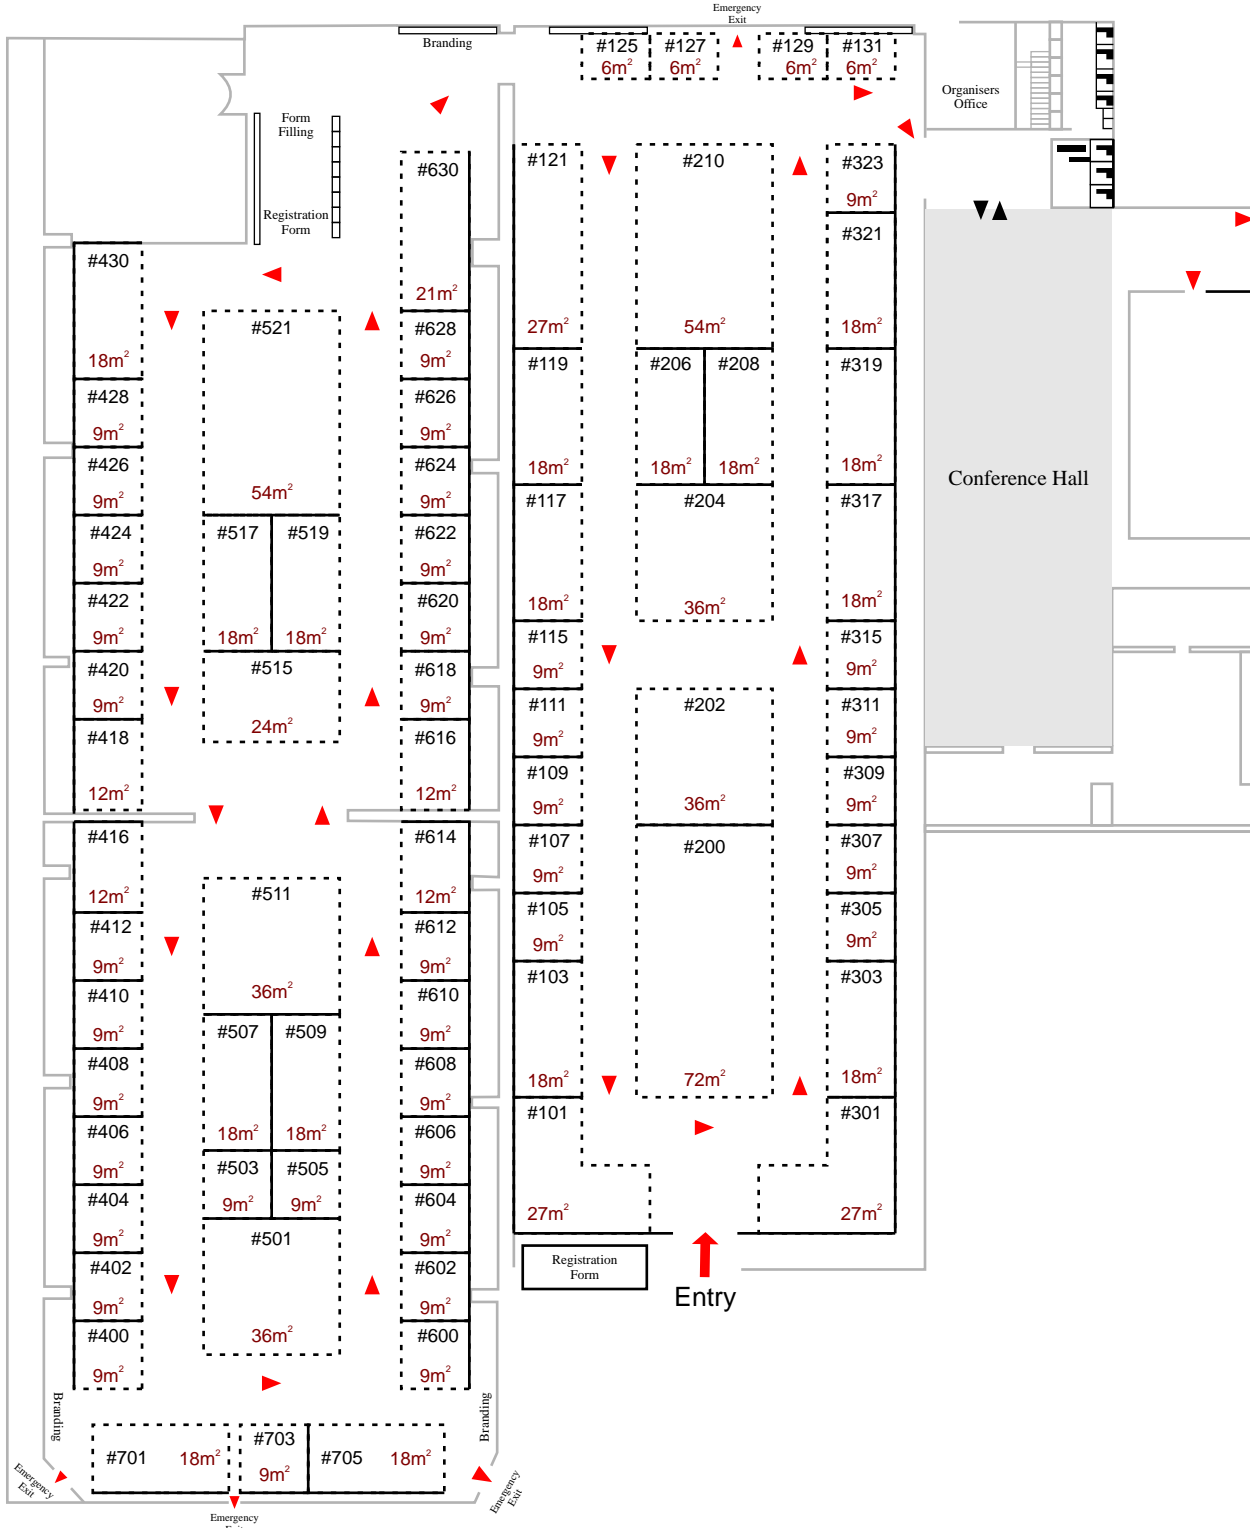 Emergency
Exit
Branding
#125
6m²
#127
6m²
#129
6m²
#131
6m²
Organisers
Office
Form
Filling
Registration
Form
#630
21m²
#121
27m²
#210
54m²
#323
9m²
#321
18m²
#430
18m²
#521
54m²
#628
9m²
#119
18m²
#206
18m²
#208
18m²
#319
18m²
#428
9m²
#626
9m²
#426
9m²
#624
9m²
Conference Hall
#117
18m²
#204
36m²
#317
18m²
#424
9m²
#517
18m²
#519
18m²
#622
9m²
#422
9m²
#620
9m²
#115
9m²
#315
9m²
#420
9m²
#515
24m²
#618
9m²
#111
9m²
#202
36m²
#311
9m²
#418
12m²
#616
12m²
#109
9m²
#309
9m²
#416
12m²
#614
12m²
#107
9m²
#200
72m²
#307
9m²
#511
36m²
#105
9m²
#305
9m²
#412
9m²
#612
9m²
#103
18m²
#303
18m²
#410
9m²
#610
9m²
#507
18m²
#509
18m²
#408
9m²
#608
9m²
#101
27m²
#301
27m²
#406
9m²
#606
9m²
#503
9m²
#505
9m²
#404
9m²
#604
9m²
#501
36m²
#402
9m²
#602
9m²
Registration
Form
Entry
#400
9m²
#600
9m²
Branding
Branding
#701 18m²
#703
9m²
#705 18m²
Emergency
Exit
Emergency
Exit
Emergency